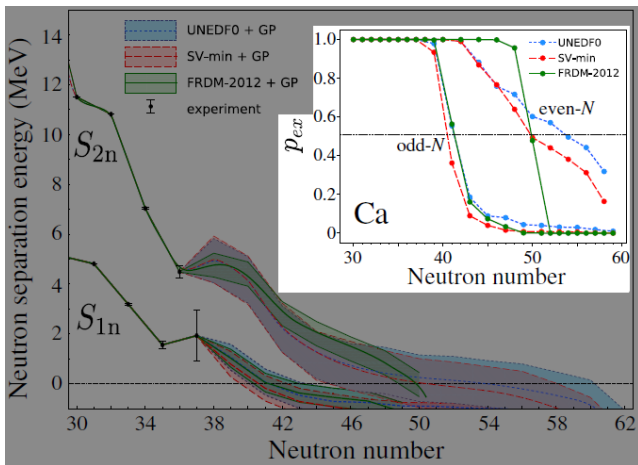 Neutron separation energy (MeV)
12
10
8
6
4
2
0
UNEDF0 + GP
SV-min + GP
FRDM-2012 + GP
experiment
S2n
S1n
30
34
38
42
46
50
54
58
62
Neutron number
pex
1.0
0.8
0.6
0.4
0.2
0
UNEDF0
SV-min
FRDM-2012
even-N
odd-N
Ca
30 35 40 45 50 55 60
Neutron number